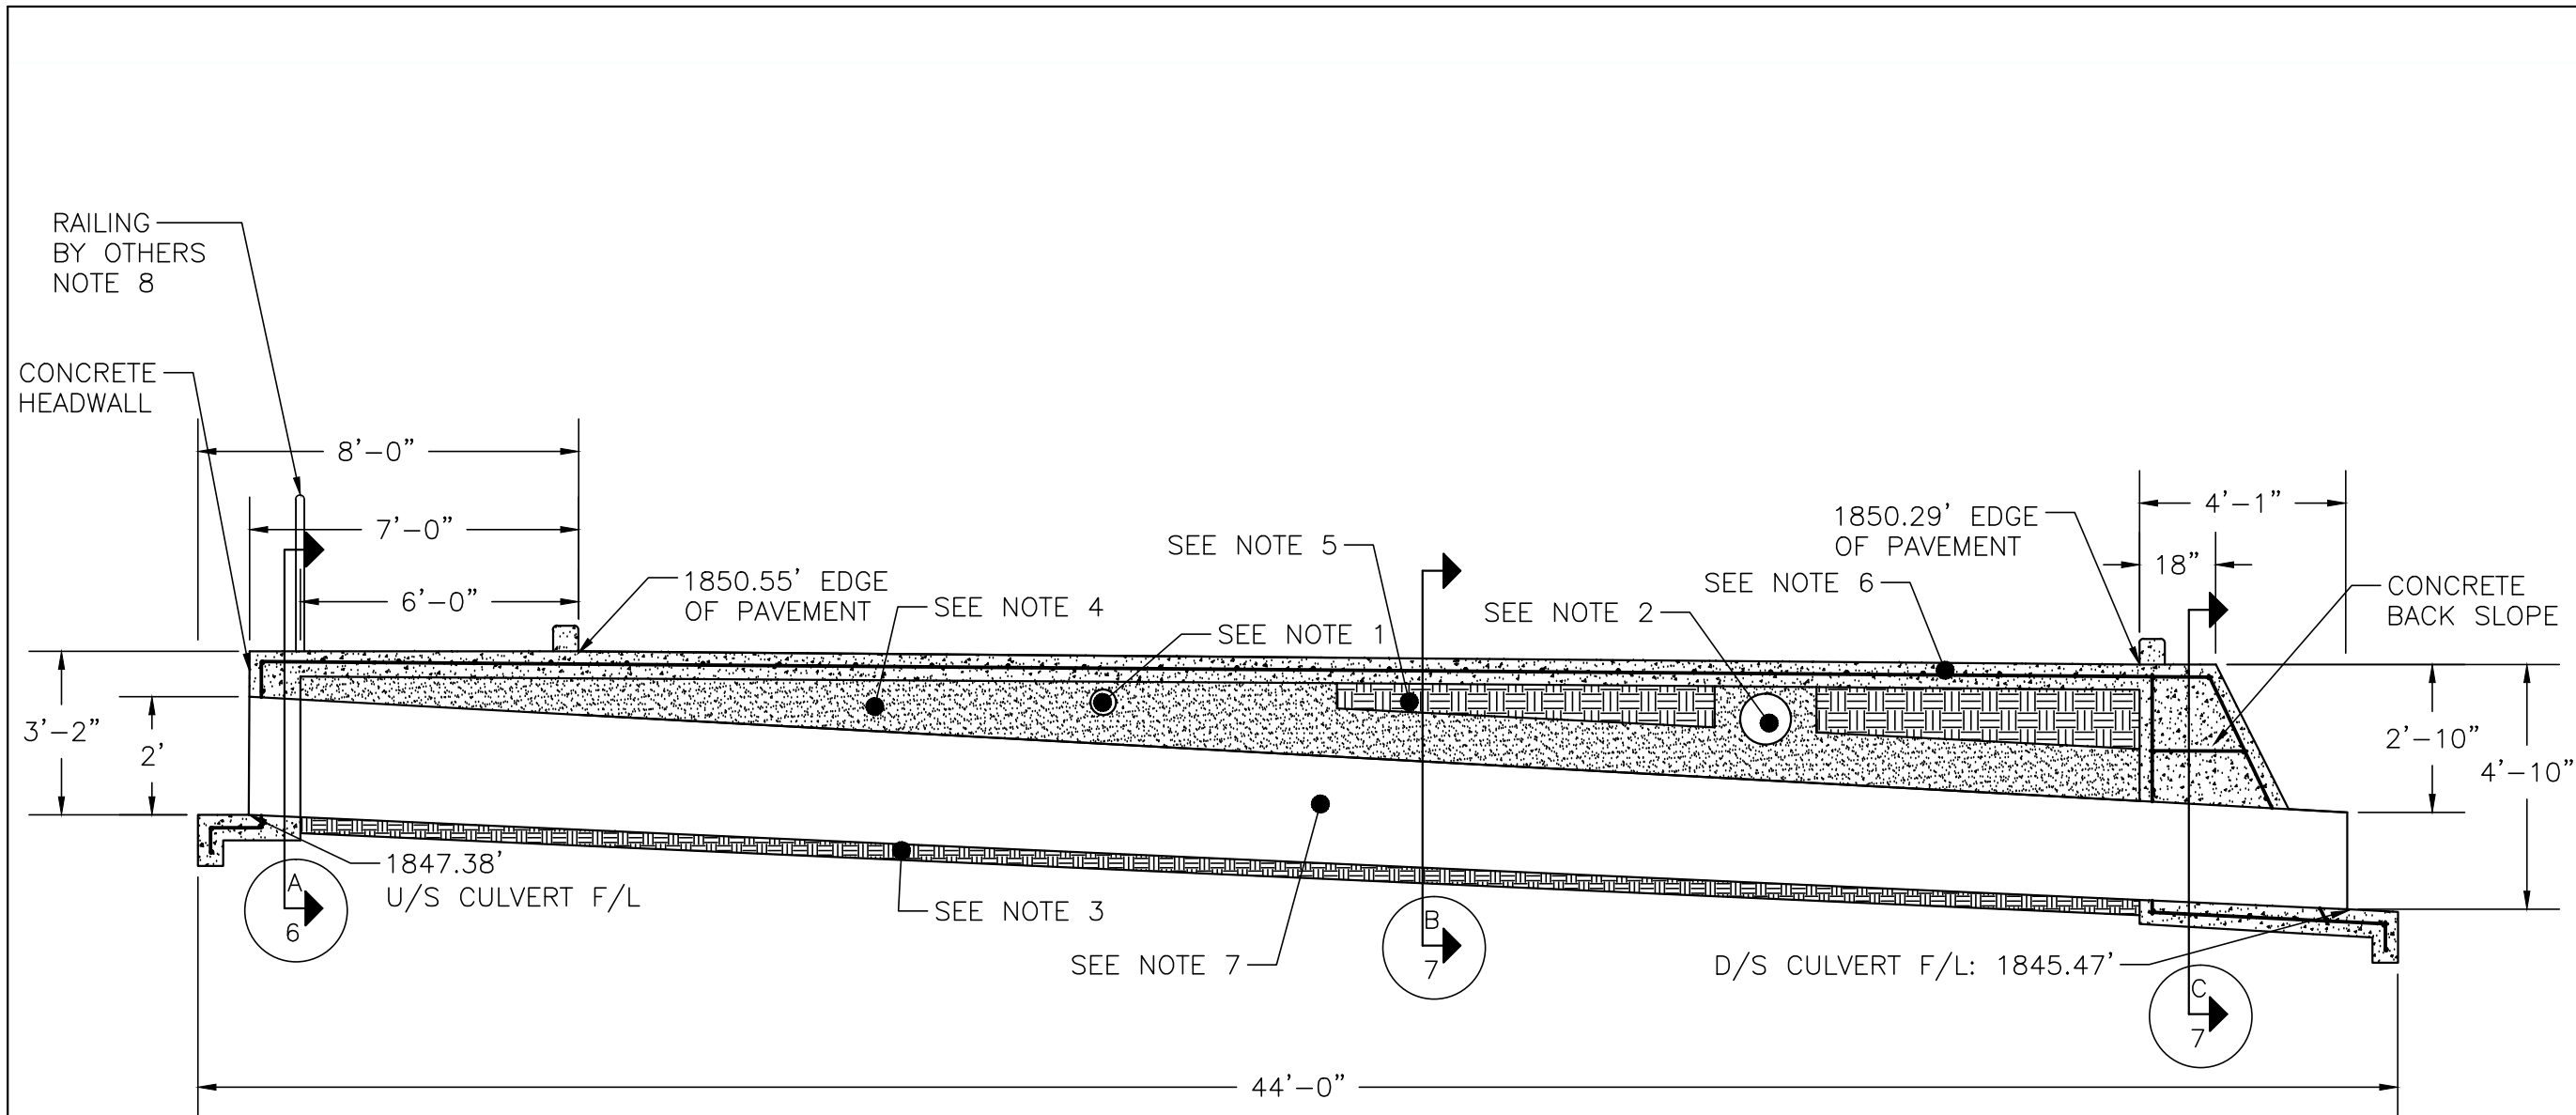 RAILING
BY OTHERS
NOTE 8
CONCRETE
HEADWALL
8'-0"
7'-0"
6'-0"
1850.55' EDGE
OF PAVEMENT
SEE NOTE 4
SEE NOTE 1
SEE NOTE 5
SEE NOTE 2
SEE NOTE 6
1850.29' EDGE
OF PAVEMENT
4'-1"
18"
CONCRETE
BACK SLOPE
3'-2"
2'
2'-10"
4'-10"
1847.38'
U/S CULVERT F/L
A
6
SEE NOTE 3
SEE NOTE 7
B
7
D/S CULVERT F/L: 1845.47'
C
7
44'-0"